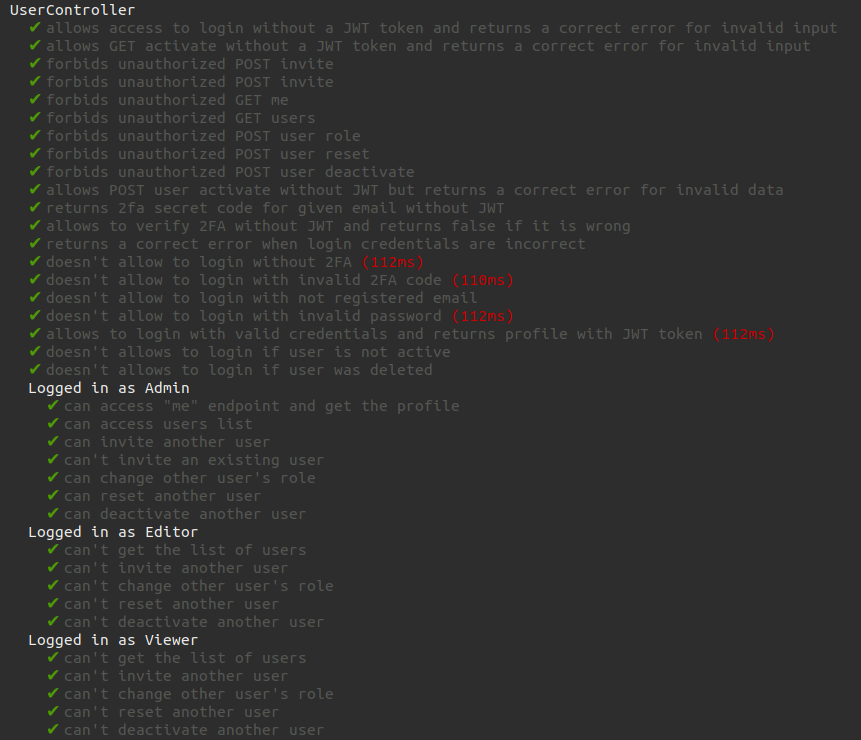 UserController
✔ allows access to login without a JWT token and returns a correct error for invalid input
✔ allows GET activate without a JWT token and returns a correct error for invalid input
✔ forbids unauthorized POST invite
✔ forbids unauthorized POST invite
✔ forbids unauthorized GET me
✔ forbids unauthorized GET users
✔ forbids unauthorized POST user role
✔ forbids unauthorized POST user reset
✔ forbids unauthorized POST user deactivate
✔ allows POST user activate without JWT but returns a correct error for invalid data
✔ returns 2fa secret code for given email without JWT
✔ allows to verify 2FA without JWT and returns false if it is wrong
✔ returns a correct error when login credentials are incorrect
✔ doesn't allow to login without 2FA (112ms)
✔ doesn't allow to login with invalid 2FA code (110ms)
✔ doesn't allow to login with not registered email
✔ doesn't allow to login with invalid password (112ms)
✔ allows to login with valid credentials and returns profile with JWT token (112ms)
✔ doesn't allows to login if user is not active
✔ doesn't allows to login if user was deleted
Logged in as Admin
✔ can access "me" endpoint and get the profile
✔ can access users list
✔ can invite another user
✔ can't invite an existing user
✔ can change other user's role
✔ can reset another user
✔ can deactivate another user
Logged in as Editor
✔ can't get the list of users
✔ can't invite another user
✔ can't change other user's role
✔ can't reset another user
✔ can't deactivate another user
Logged in as Viewer
✔ can't get the list of users
✔ can't invite another user
✔ can't change other user's role
✔ can't reset another user
✔ can't deactivate another user